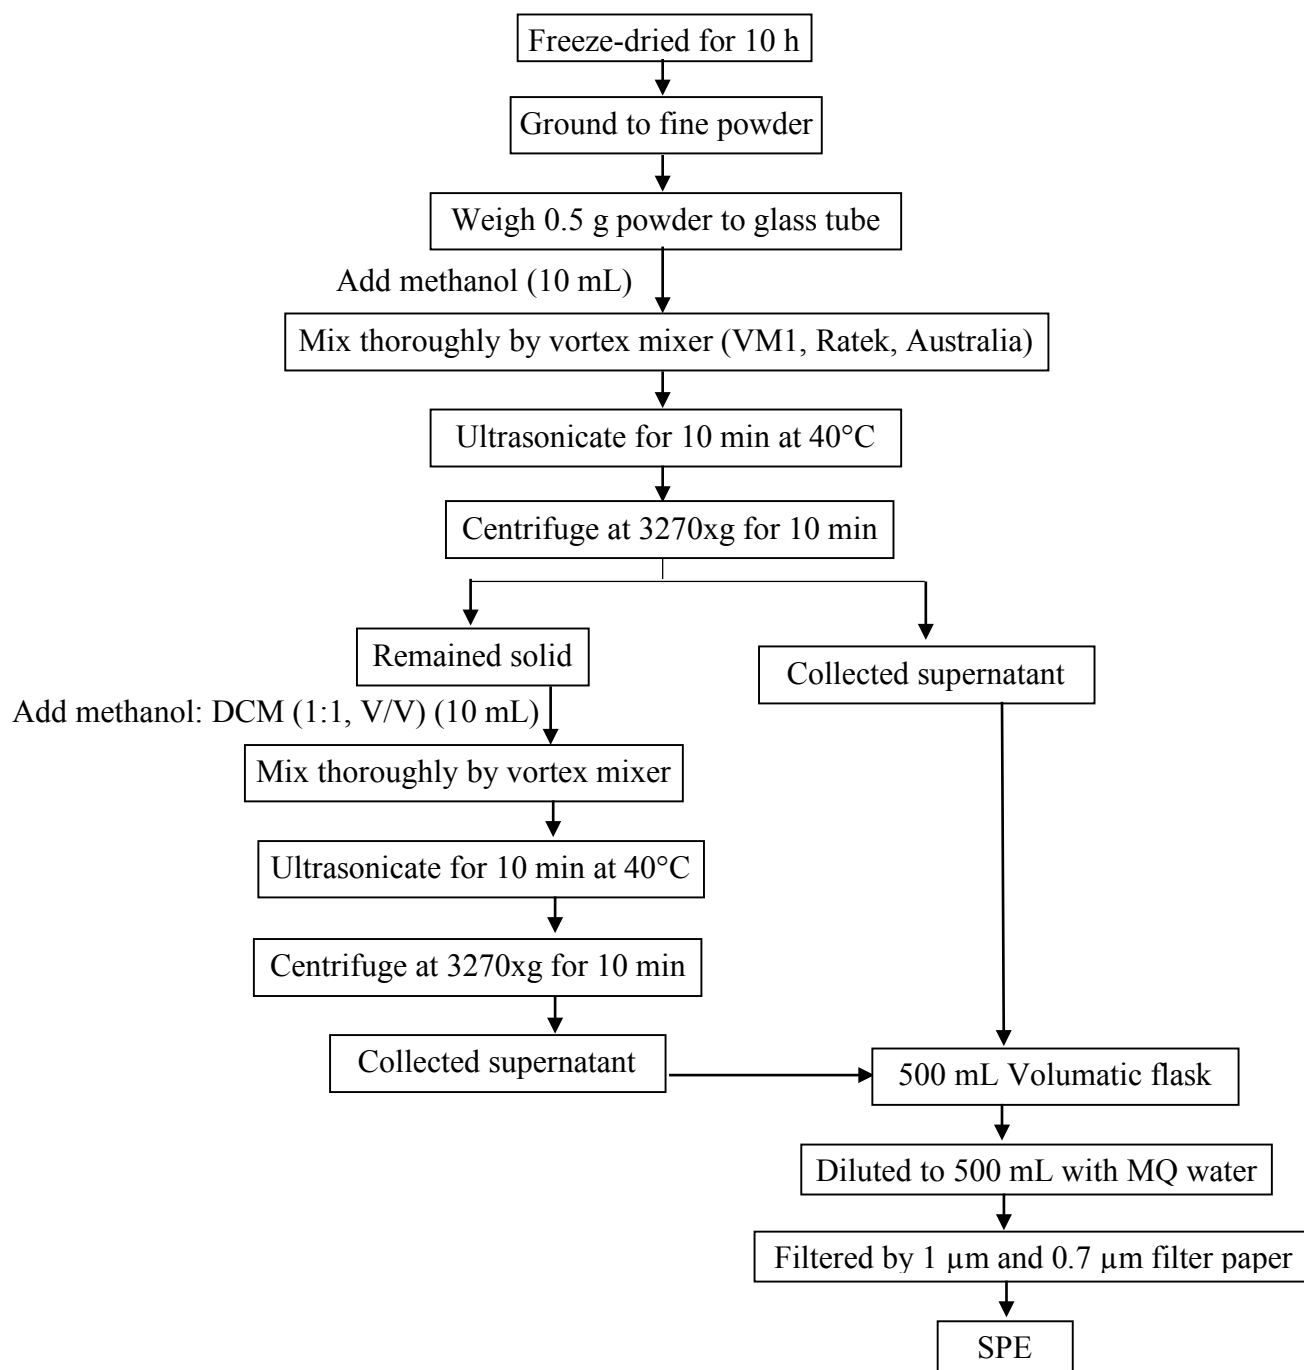 Freeze-dried for 10 h
Ground to fine powder
Weigh 0.5 g powder to glass tube
Add methanol (10 mL)
Mix thoroughly by vortex mixer (VM1, Ratek, Australia)
Ultrasonicate for 10 min at 40°C
Centrifuge at 3270xg for 10 min
Remained solid
Collected supernatant
Add methanol: DCM (1:1, V/V) (10 mL)
Mix thoroughly by vortex mixer
Ultrasonicate for 10 min at 40°C
Centrifuge at 3270xg for 10 min
Collected supernatant
500 mL Volumatic flask
Diluted to 500 mL with MQ water
Filtered by 1 µm and 0.7 µm filter paper
SPE